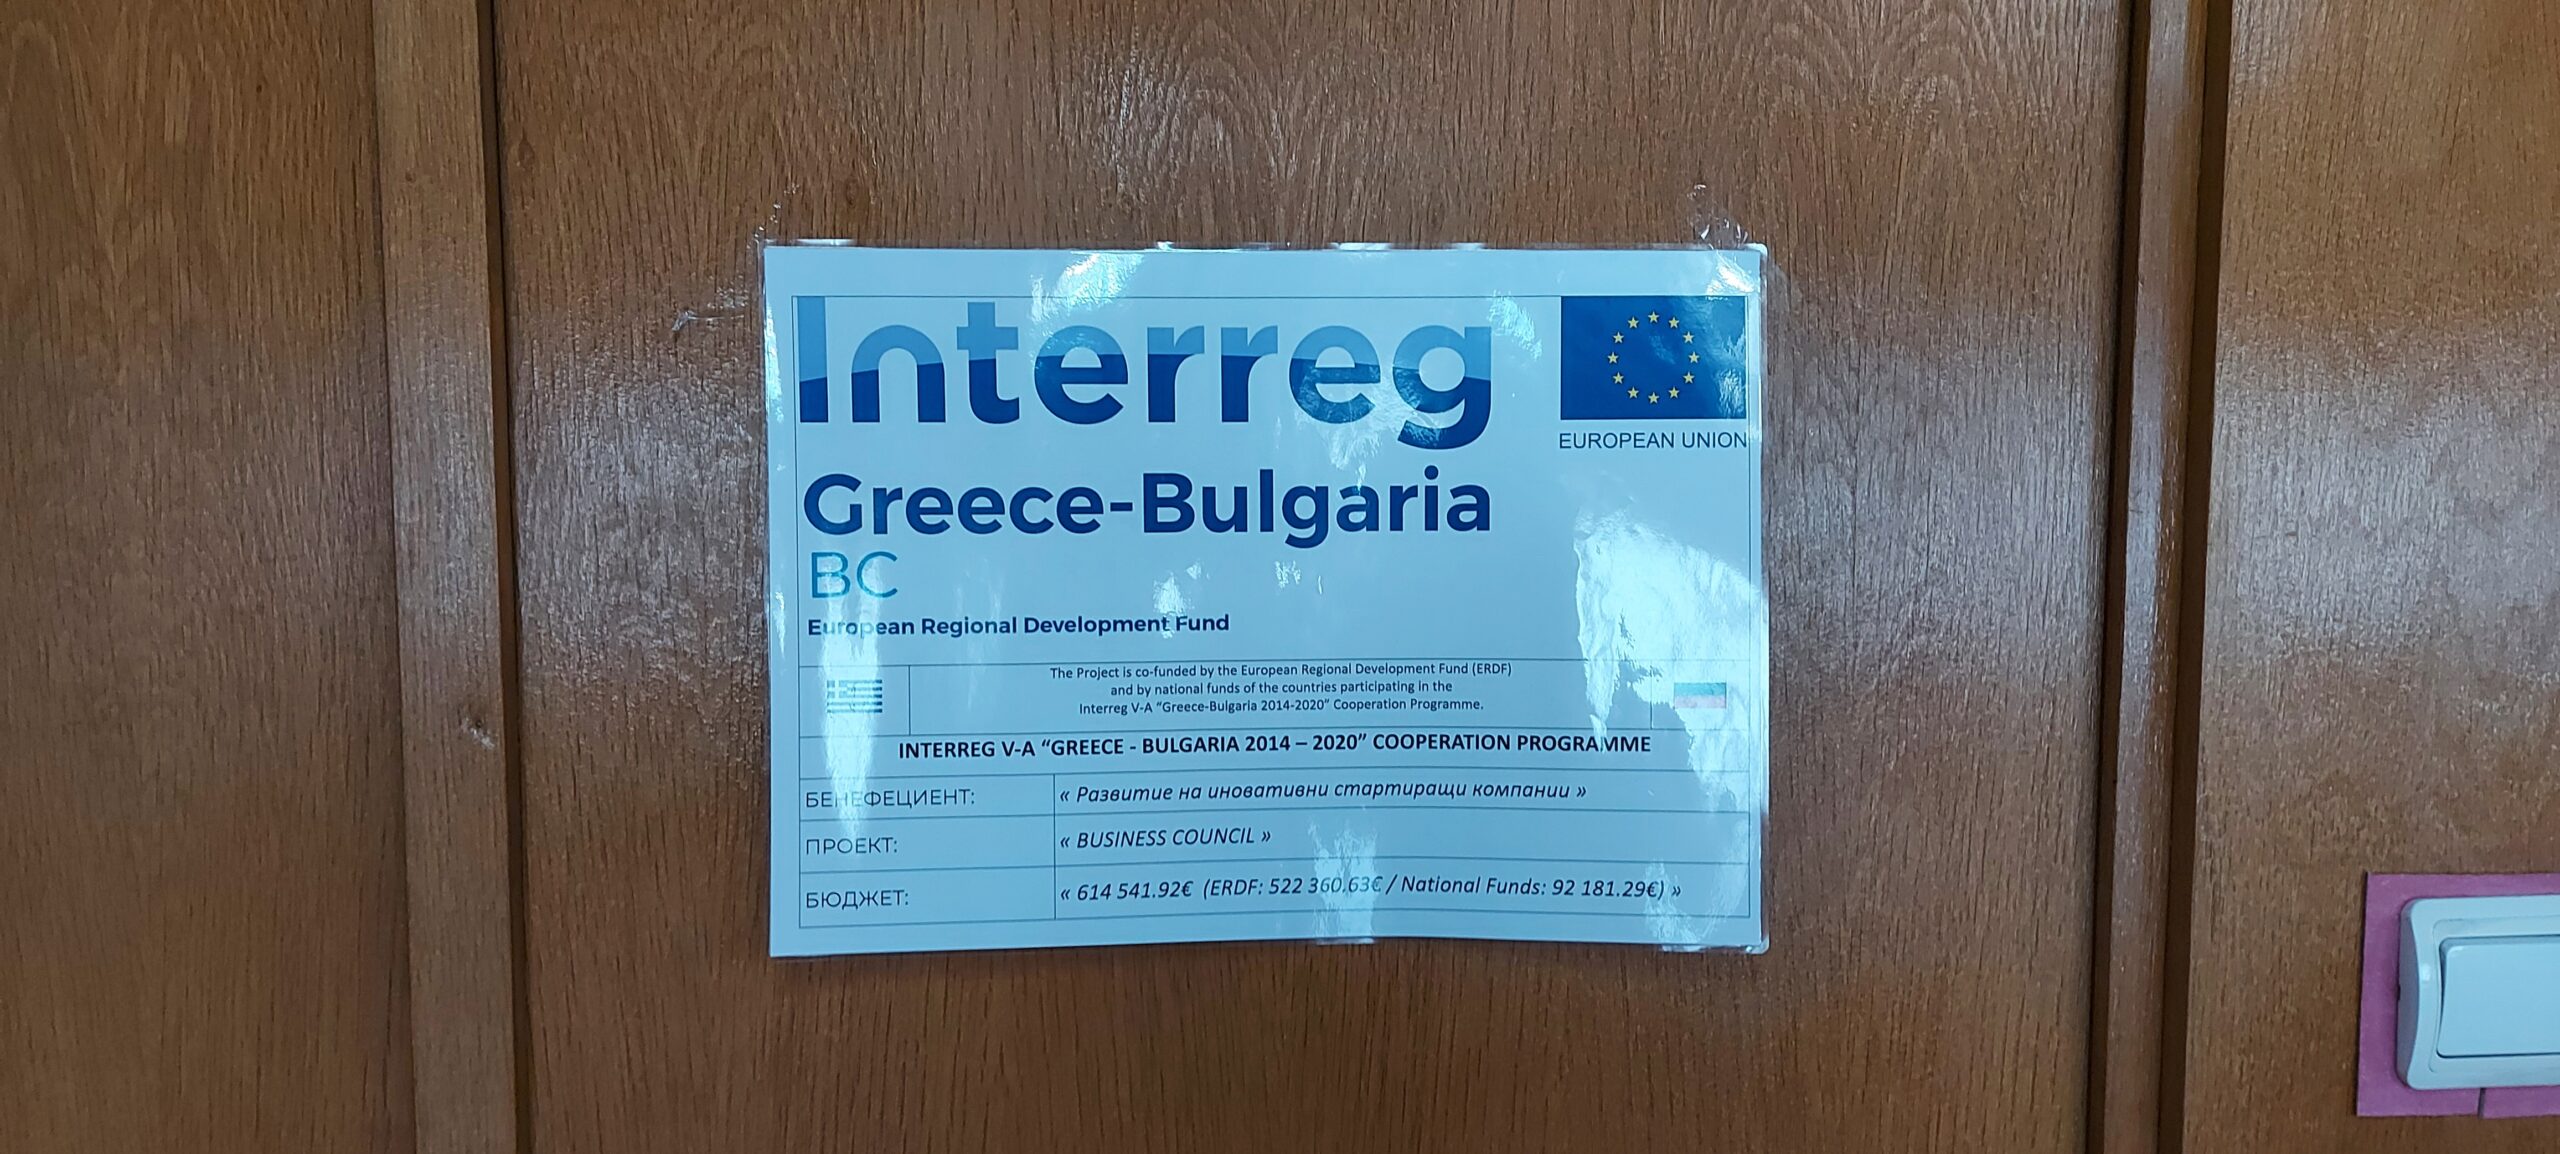 Interreg
EUROPEAN UNION
Greece-Bulgaria
BC
European Regional Development Fund
The Project is co-funded by the European Regional Development Fund (ERDF)
and by national funds of the countries participating in the
Interreg V-A “Greece-Bulgaria 2014-2020” Cooperation Programme.
INTERREG V-A “GREECE - BULGARIA 2014 – 2020” COOPERATION PROGRAMME
БЕНЕФЕЦИЕНТ: « Развитие на иновативни стартиращи компании »
ПРОЕКТ: « BUSINESS COUNCIL »
БЮДЖЕТ: « 614 541.92€ (ERDF: 522 360.63€ / National Funds: 92 181.29€) »